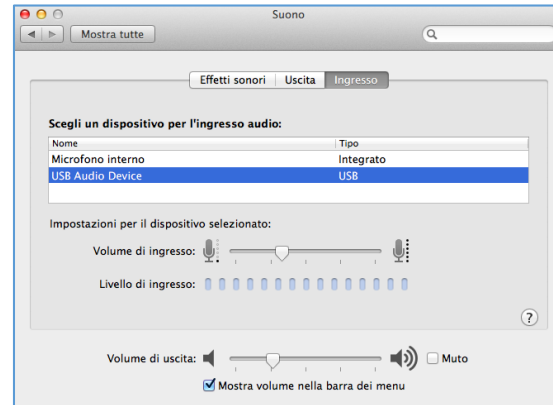 Suono
Mostra tutte
Effetti sonori Uscita Ingresso
Scegli un dispositivo per l'ingresso audio:
Nome Tipo
Microfono interno Integrato
USB Audio Device USB
Impostazioni per il dispositivo selezionato:
Volume di ingresso:
Livello di ingresso:
?
Volume di uscita: Muto
Mostra volume nella barra dei menu